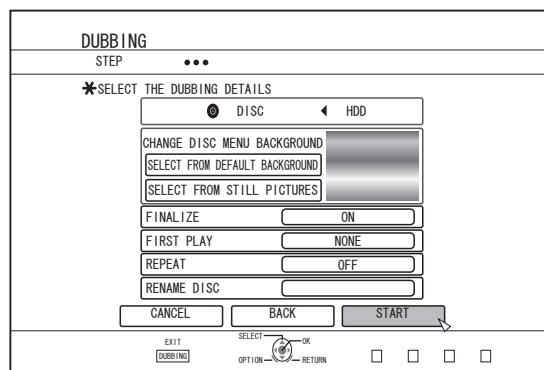 DUBBING
STEP
*SELECT THE DUBBING DETAILS
DISC ◀ HDD
CHANGE DISC MENU BACKGROUND
SELECT FROM DEFAULT BACKGROUND
SELECT FROM STILL PICTURES
FINALIZE ON
FIRST PLAY NONE
REPEAT OFF
RENAME DISC
CANCEL BACK START
EXIT
DUBBING
SELECT OK
OPTION RETURN